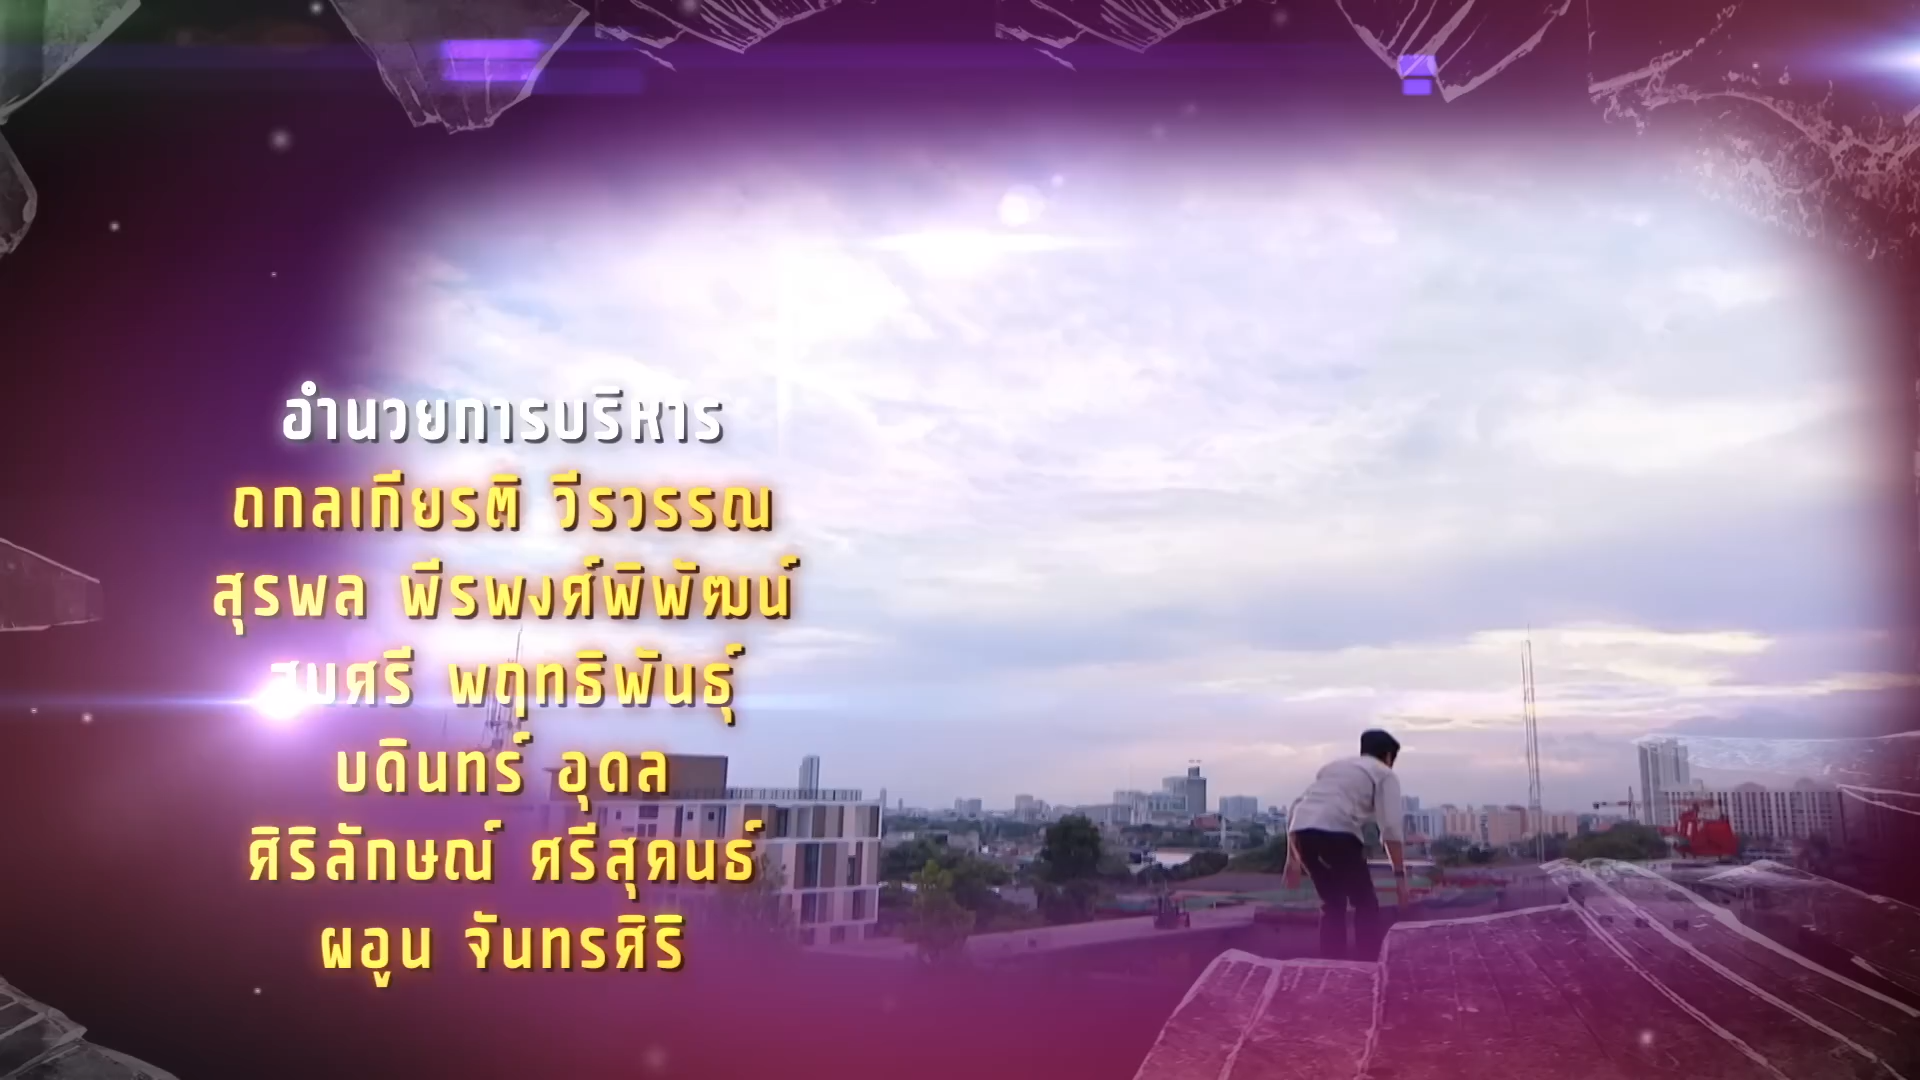 อำนวยการบริหาร
ถกลเกียรติ วีรวรรณ
สุรพล พีรพงศ์พิพัฒน์
สมศรี พฤทธิพันธุ์
บดินทร์ อุดล
ศิริลักษณ์ ศรีสุคนธ์
ผอูน จันทรศิริ